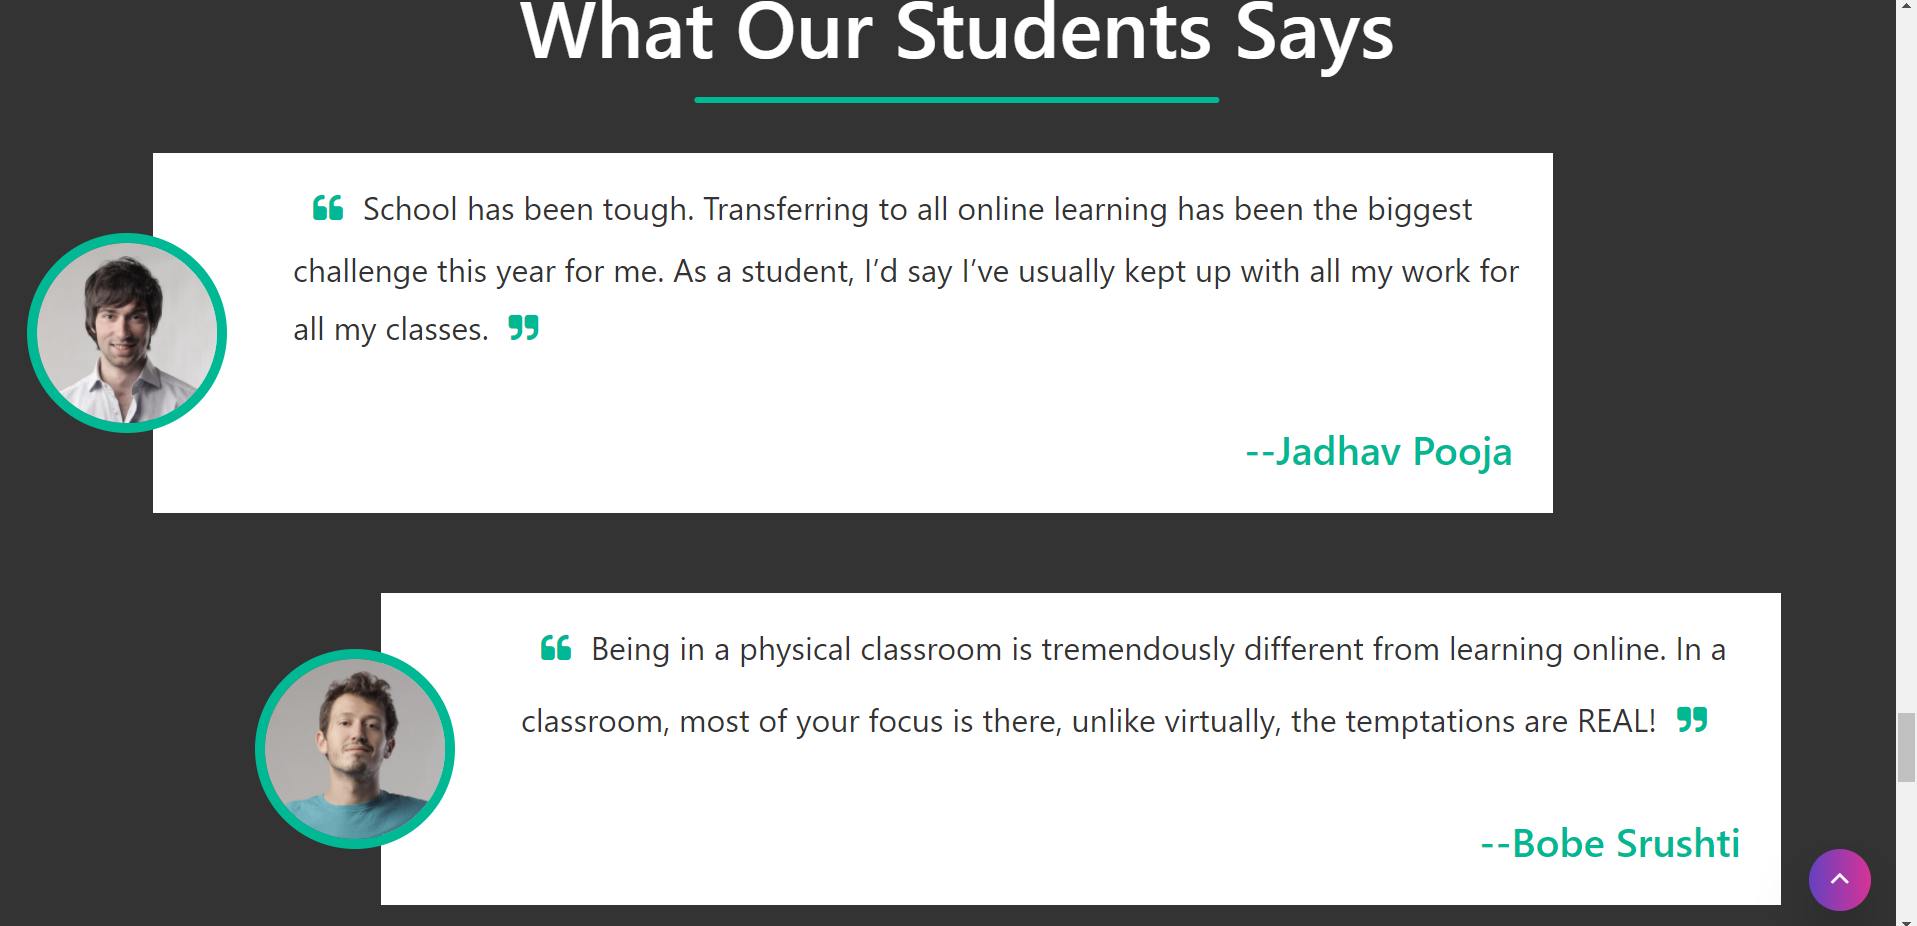 What Our Students Says
❝ School has been tough. Transferring to all online learning has been the biggest
challenge this year for me. As a student, I’d say I’ve usually kept up with all my work for
all my classes. ❞
--Jadhav Pooja
❝ Being in a physical classroom is tremendously different from learning online. In a
classroom, most of your focus is there, unlike virtually, the temptations are REAL! ❞
--Bobe Srushti